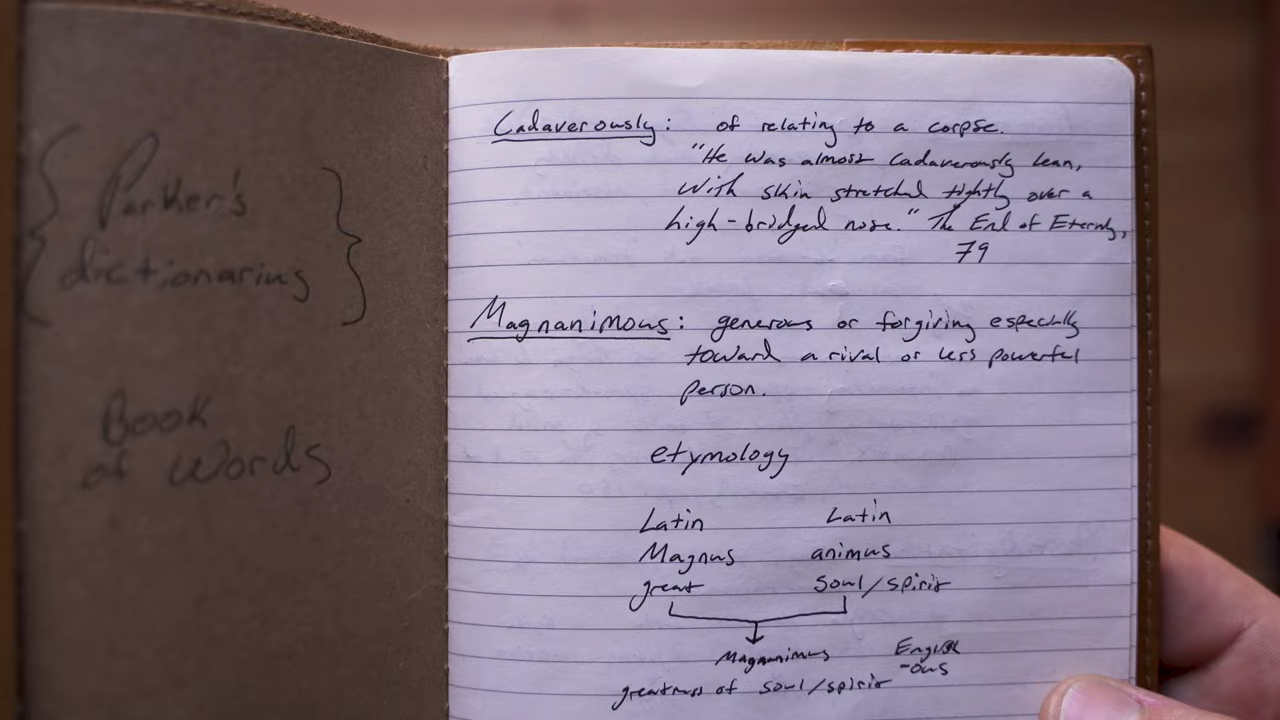 Parker's
dictionarius
Book
of words
Cadaverously: of relating to a corpse.
"He was almost cadaverously lean,
with skin stretched tightly over a
high-bridged nose." The End of Eternity,
79
Magnanimous: generous or forgiving especially
toward a rival or less powerful
person.
etymology
Latin Latin
Magnus animus
great soul/spirit
Magnanimus English
-ous
greatness of soul/spirit